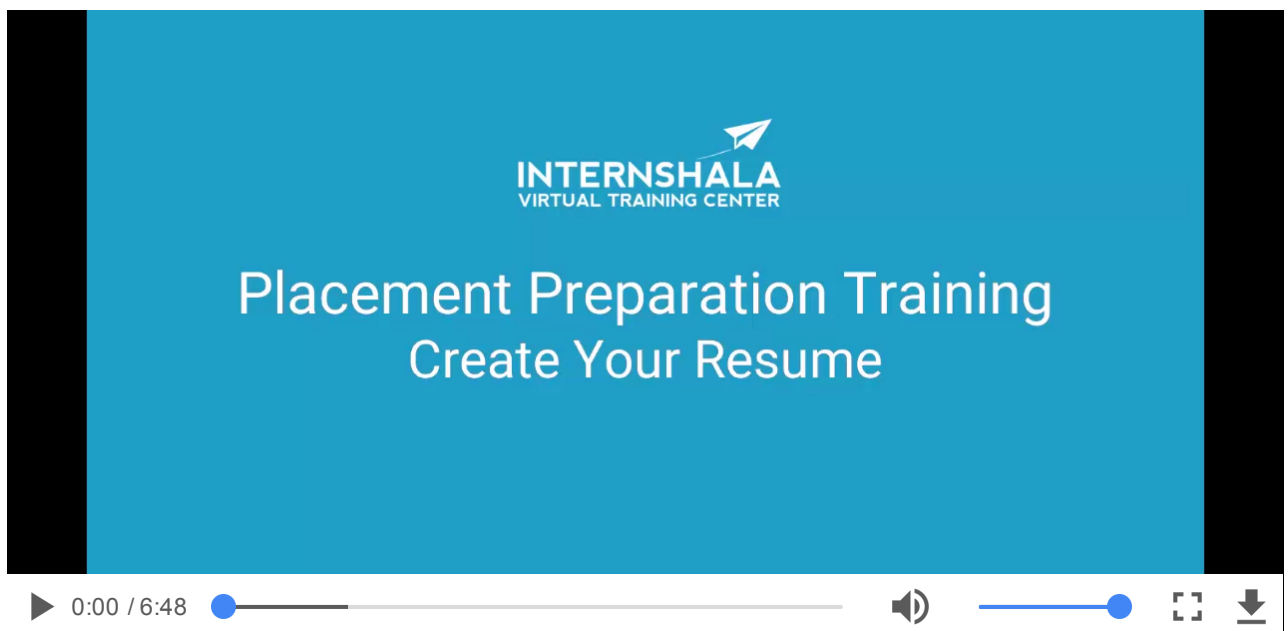 INTERNSHALA
VIRTUAL TRAINING CENTER
Placement Preparation Training
Create Your Resume
0:00 / 6:48